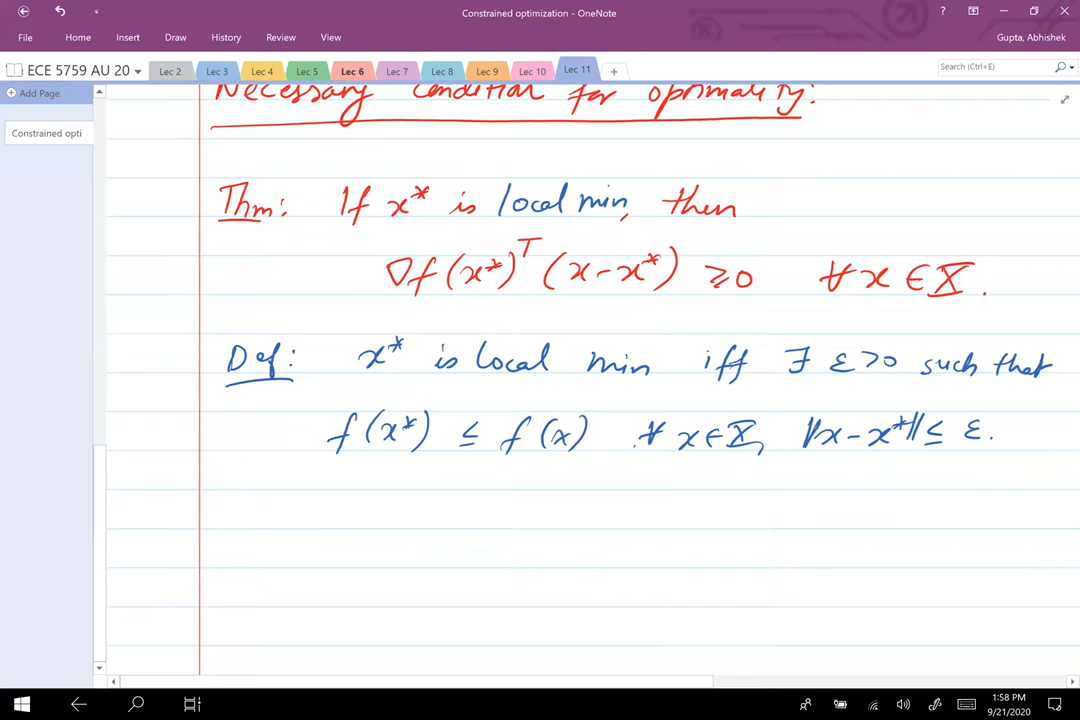 Constrained optimization - OneNote
?
File Home Insert Draw History Review View
Gupta, Abhishek
ECE 5759 AU 20
Lec 2 Lec 3 Lec 4 Lec 5 Lec 6 Lec 7 Lec 8 Lec 9 Lec 10 Lec 11 +
Search (Ctrl+E)
Add Page
Constrained opti
Necessary condition for optimality:
Thm: If x* is local min, then
∇f(x*)ᵀ (x-x*) ≥0 ∀x∈X.
Def: x* is local min iff ∃ ε>0 such that
f(x*) ≤ f(x) ∀ x∈X, ‖x-x*‖≤ ε.
1:58 PM
9/21/2020